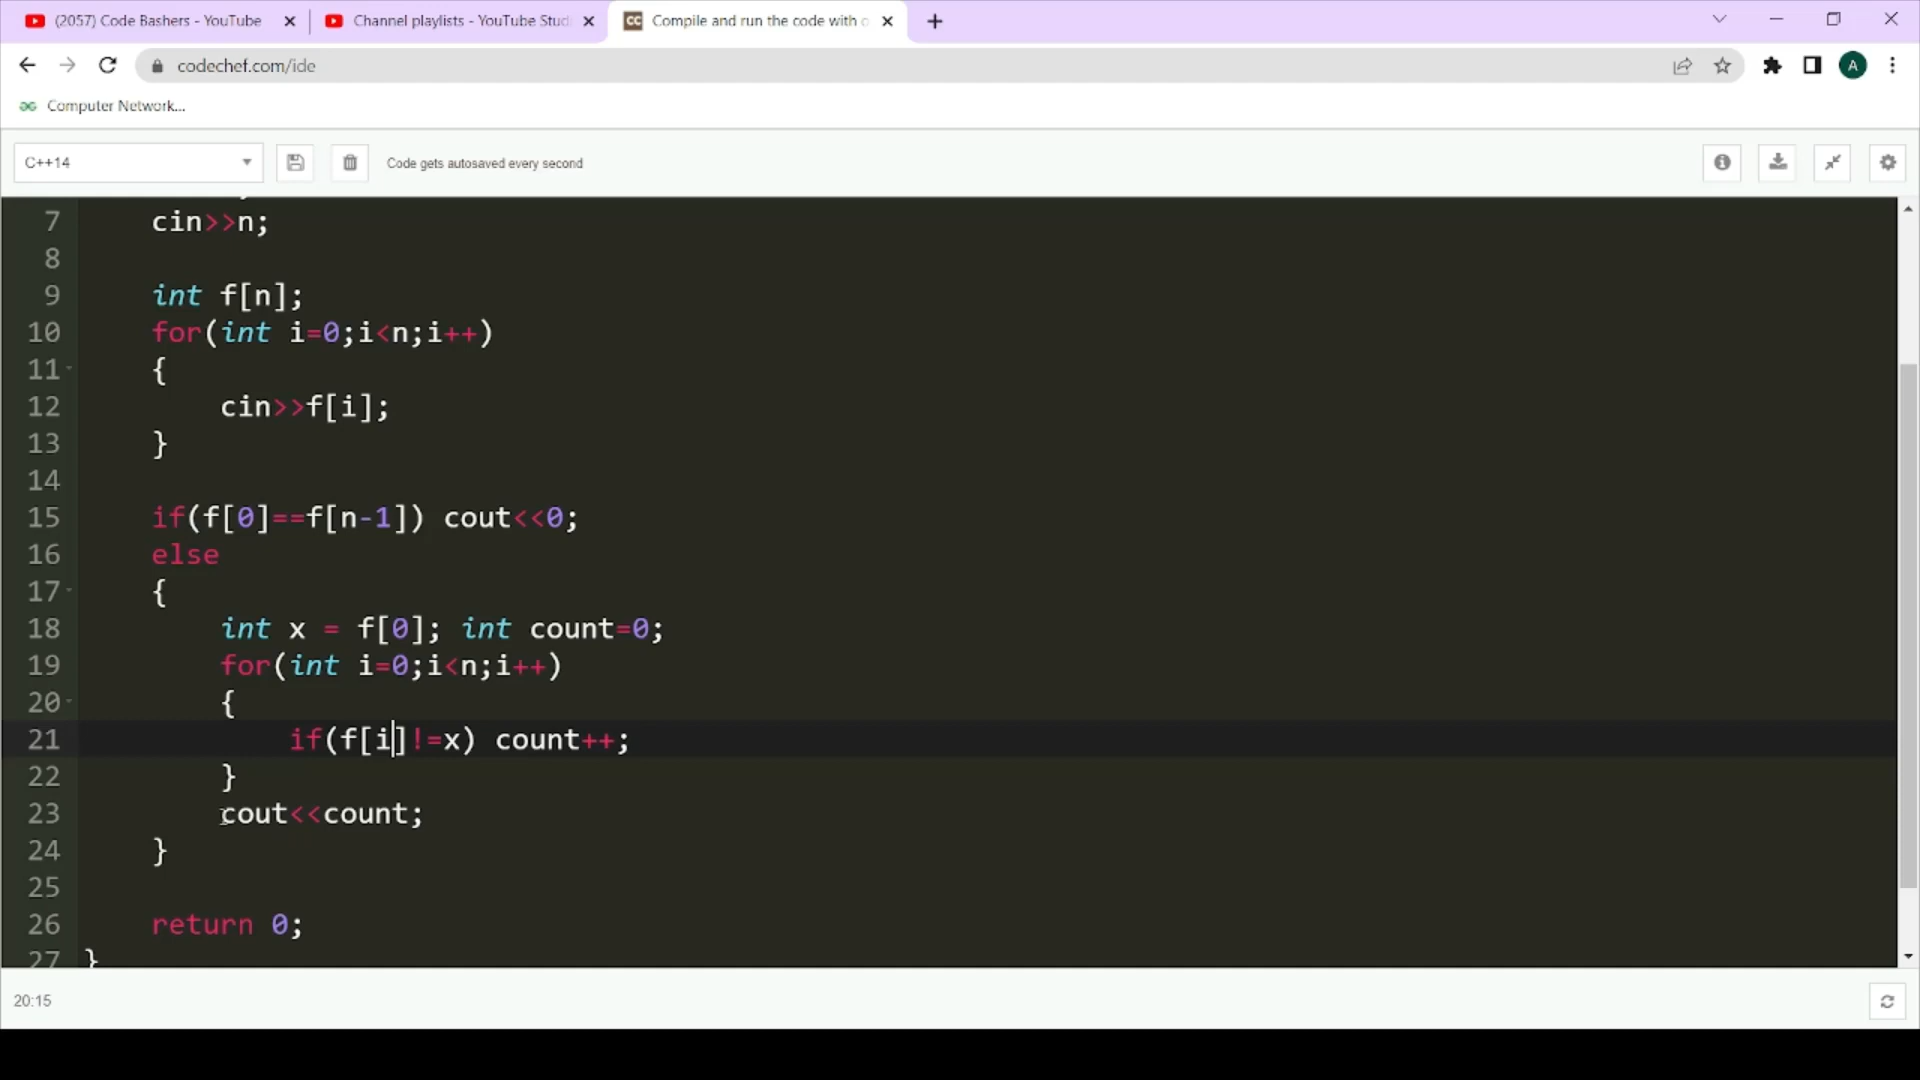 (2057) Code Bashers - YouTube
Channel playlists - YouTube Stud
Compile and run the code with o
codechef.com/ide
A
Computer Network...
C++14
Code gets autosaved every second
7 cin>>n;
8
9 int f[n];
10 for(int i=0;i<n;i++)
11 {
12 cin>>f[i];
13 }
14
15 if(f[0]==f[n-1]) cout<<0;
16 else
17 {
18 int x = f[0]; int count=0;
19 for(int i=0;i<n;i++)
20 {
21 if(f[i]!=x) count++;
22 }
23 cout<<count;
24 }
25
26 return 0;
27 }
20:15